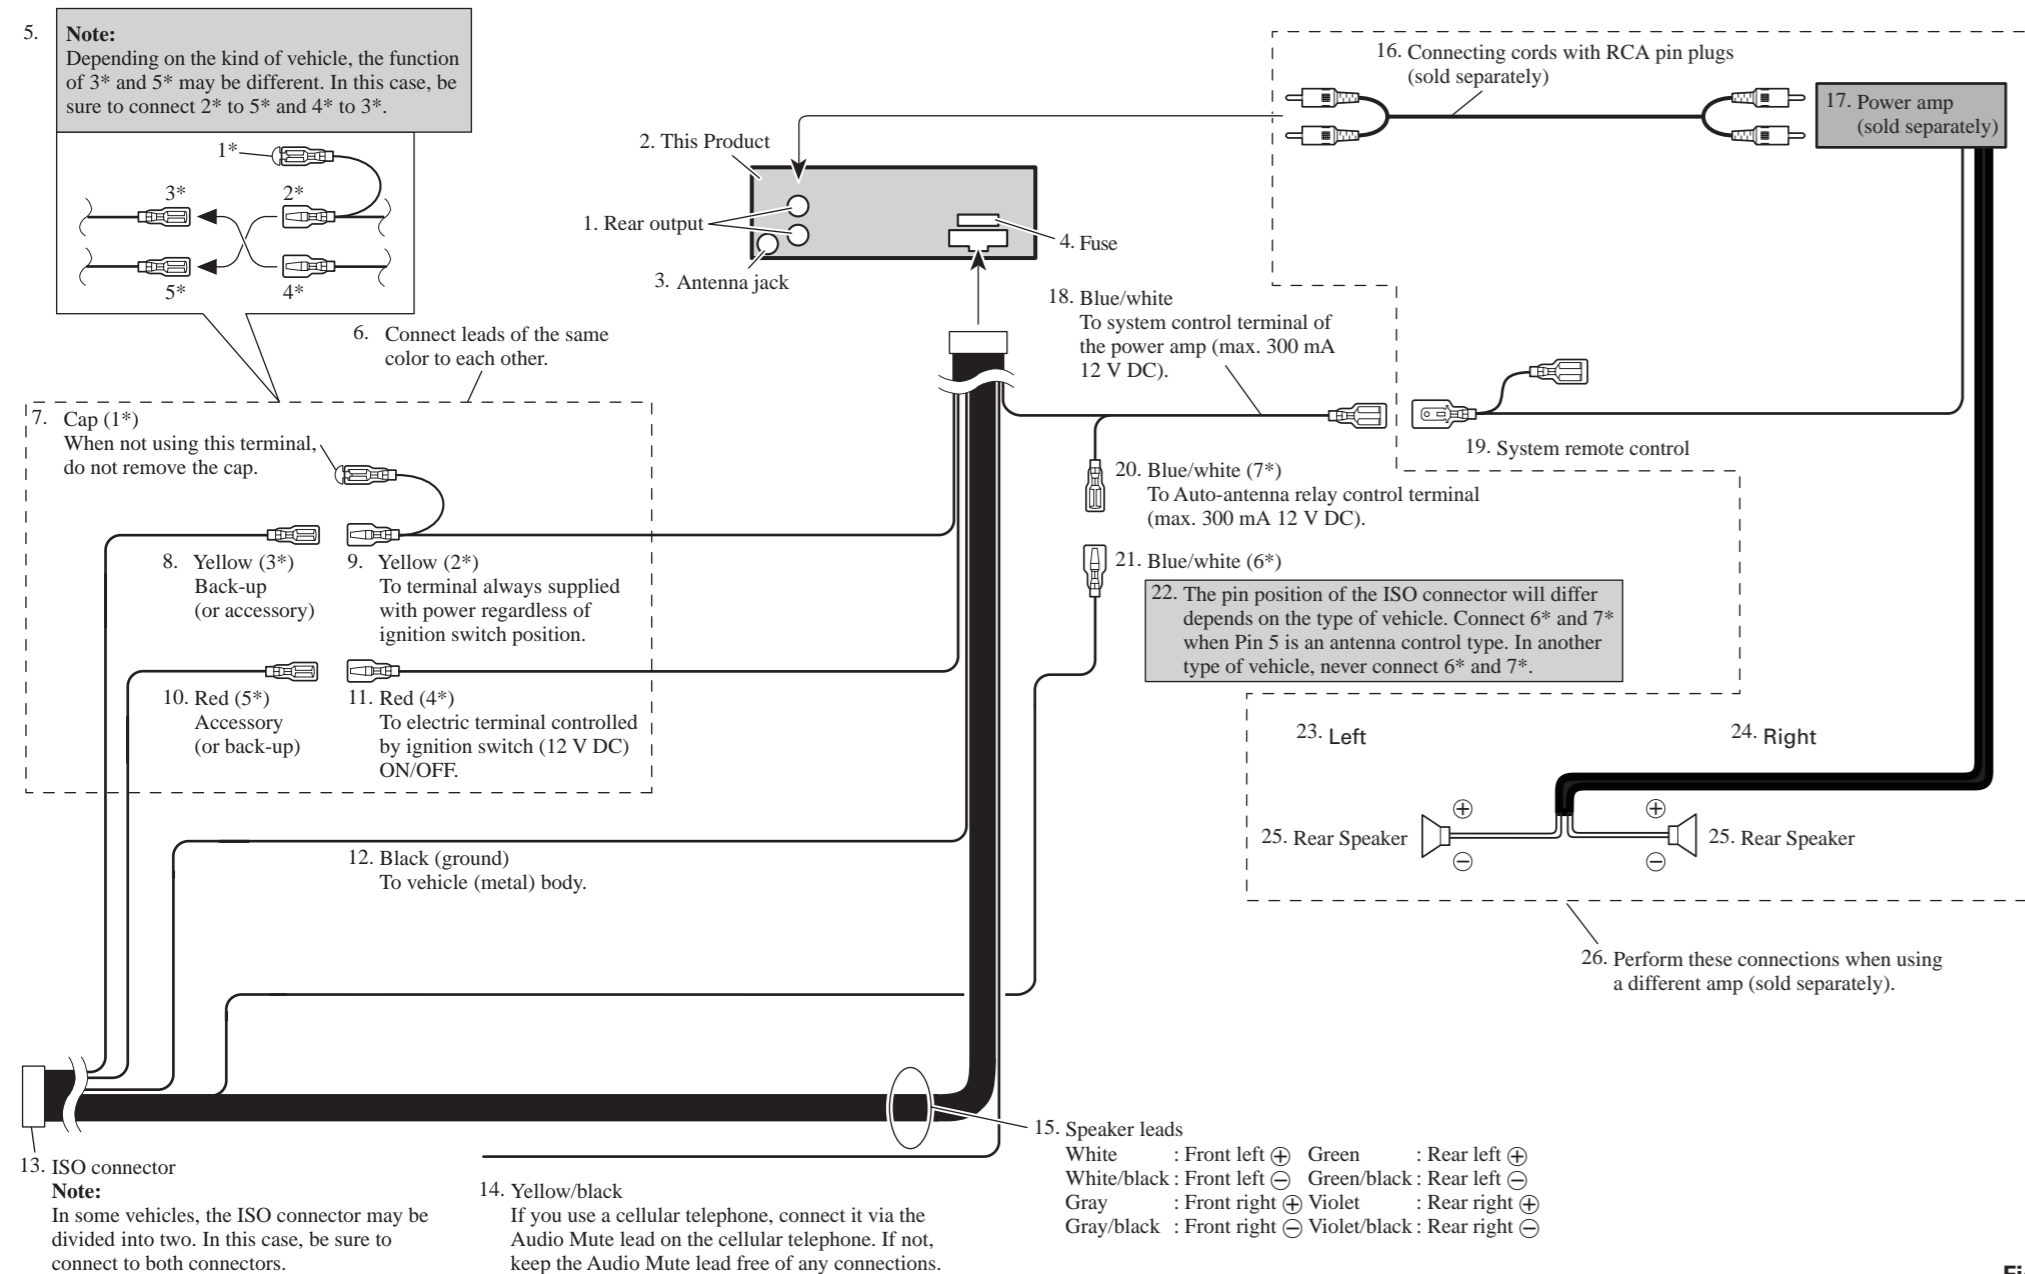 5. Note:
Depending on the kind of vehicle, the function
of 3* and 5* may be different. In this case, be
sure to connect 2* to 5* and 4* to 3*.
1*
3*
2*
5*
4*
6. Connect leads of the same
color to each other.
2. This Product
1. Rear output
3. Antenna jack
4. Fuse
16. Connecting cords with RCA pin plugs
(sold separately)
17. Power amp
(sold separately)
18. Blue/white
To system control terminal of
the power amp (max. 300 mA
12 V DC).
19. System remote control
7. Cap (1*)
When not using this terminal,
do not remove the cap.
8. Yellow (3*)
Back-up
(or accessory)
9. Yellow (2*)
To terminal always supplied
with power regardless of
ignition switch position.
10. Red (5*)
Accessory
(or back-up)
11. Red (4*)
To electric terminal controlled
by ignition switch (12 V DC)
ON/OFF.
20. Blue/white (7*)
To Auto-antenna relay control terminal
(max. 300 mA 12 V DC).
21. Blue/white (6*)
22. The pin position of the ISO connector will differ
depends on the type of vehicle. Connect 6* and 7*
when Pin 5 is an antenna control type. In another
type of vehicle, never connect 6* and 7*.
23. Left
24. Right
25. Rear Speaker
⊕
⊖
⊕
⊖
25. Rear Speaker
12. Black (ground)
To vehicle (metal) body.
26. Perform these connections when using
a different amp (sold separately).
13. ISO connector
Note:
In some vehicles, the ISO connector may be
divided into two. In this case, be sure to
connect to both connectors.
14. Yellow/black
If you use a cellular telephone, connect it via the
Audio Mute lead on the cellular telephone. If not,
keep the Audio Mute lead free of any connections.
15. Speaker leads
White : Front left ⊕ Green : Rear left ⊕
White/black : Front left ⊖ Green/black : Rear left ⊖
Gray : Front right ⊕ Violet : Rear right ⊕
Gray/black : Front right ⊖ Violet/black : Rear right ⊖